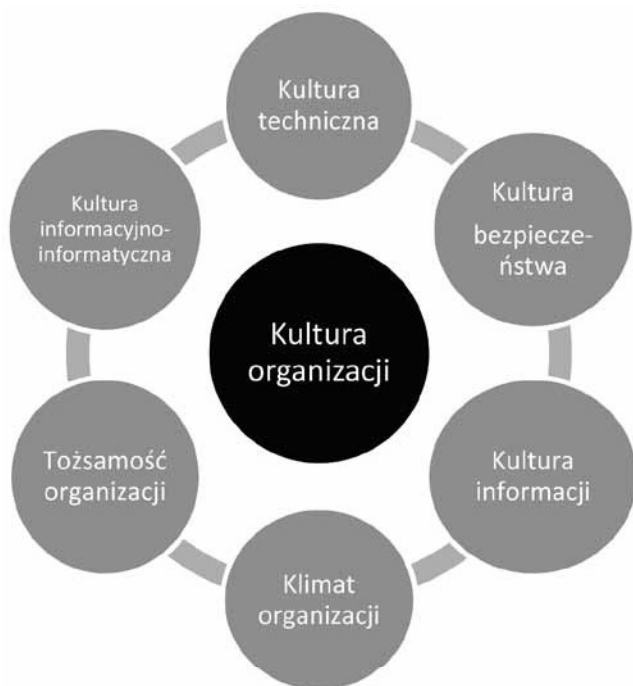 Kultura
techniczna
Kultura
bezpiecze-
ństwa
Kultura
informacji
Klimat
organizacji
Tożsamość
organizacji
Kultura
informacyjno-
informatyczna
Kultura
organizacji